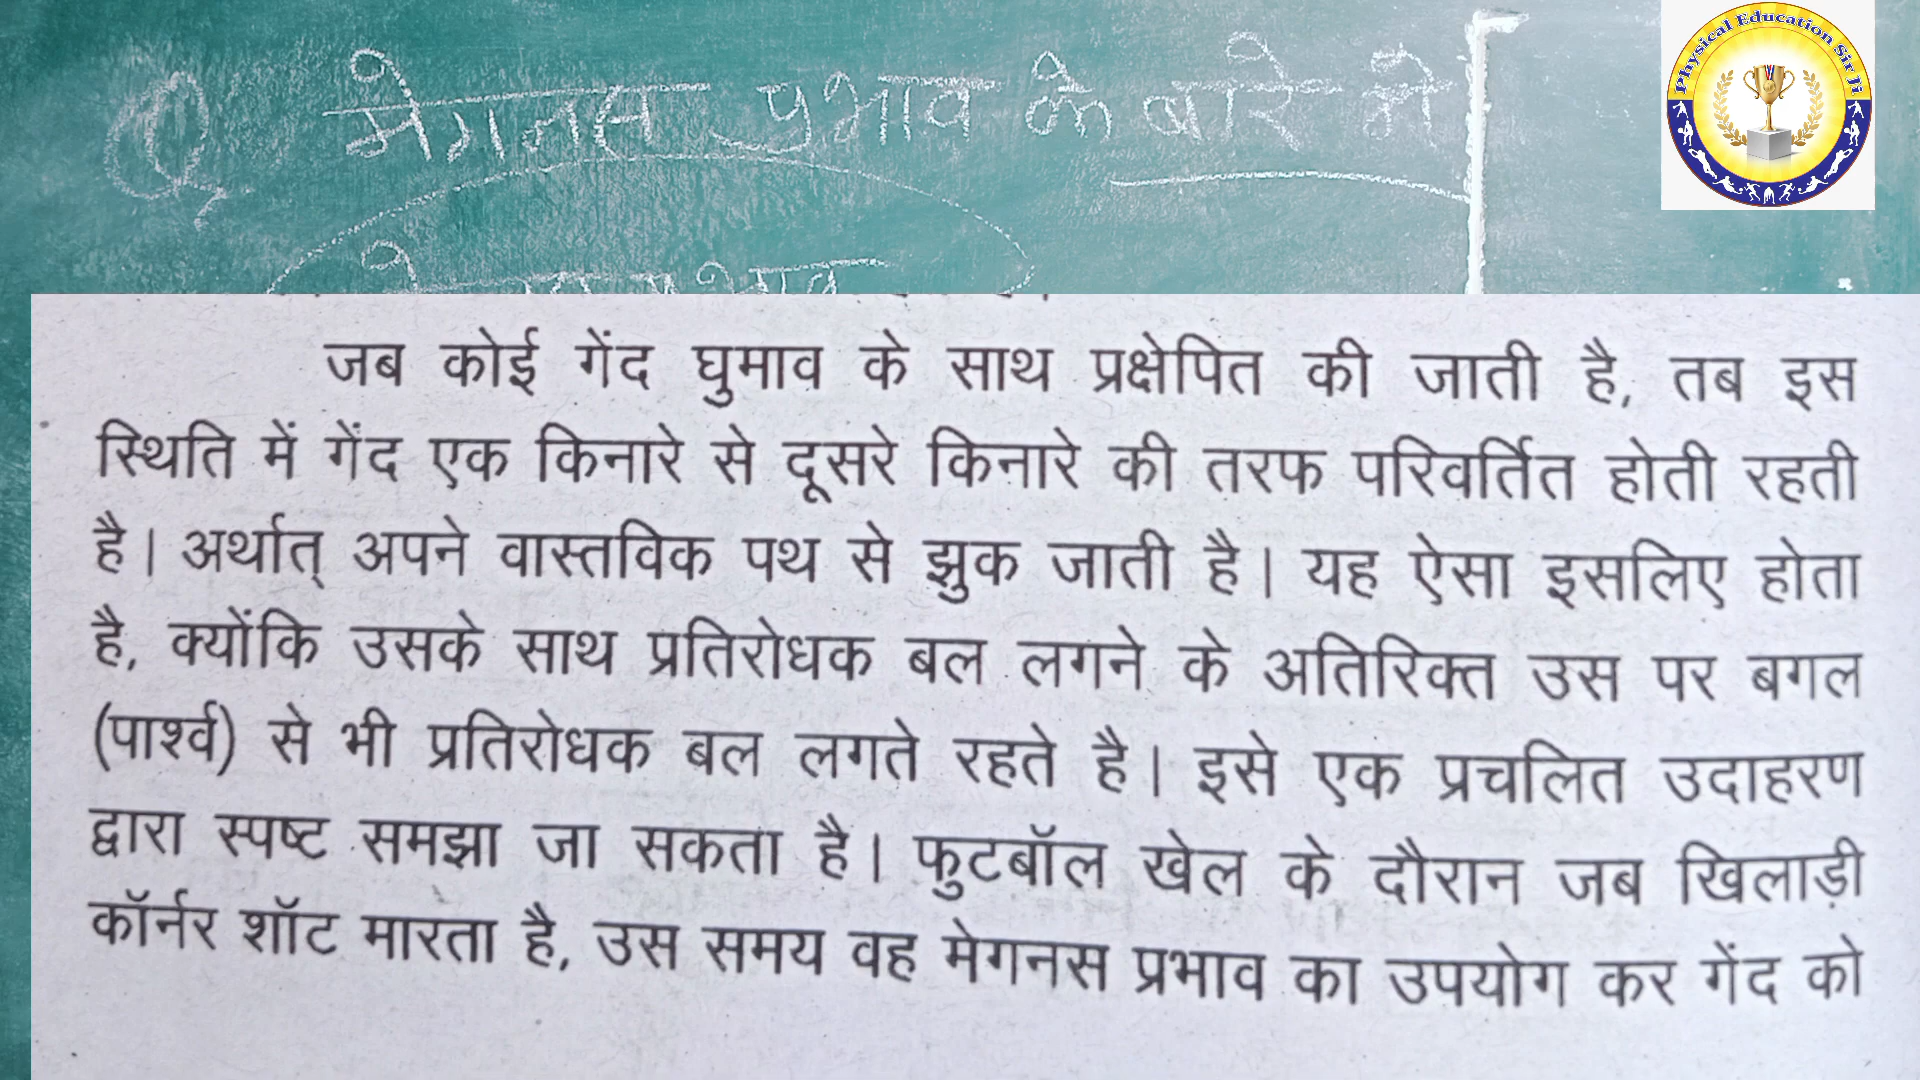 Q. मेगनस प्रभाव के बारे में
Physical Education Sir Ji
जब कोई गेंद घुमाव के साथ प्रक्षेपित की जाती है, तब इस
स्थिति में गेंद एक किनारे से दूसरे किनारे की तरफ परिवर्तित होती रहती
है। अर्थात् अपने वास्तविक पथ से झुक जाती है। यह ऐसा इसलिए होता
है, क्योंकि उसके साथ प्रतिरोधक बल लगने के अतिरिक्त उस पर बगल
(पार्श्व) से भी प्रतिरोधक बल लगते रहते है। इसे एक प्रचलित उदाहरण
द्वारा स्पष्ट समझा जा सकता है। फुटबॉल खेल के दौरान जब खिलाड़ी
कॉर्नर शॉट मारता है, उस समय वह मेगनस प्रभाव का उपयोग कर गेंद को